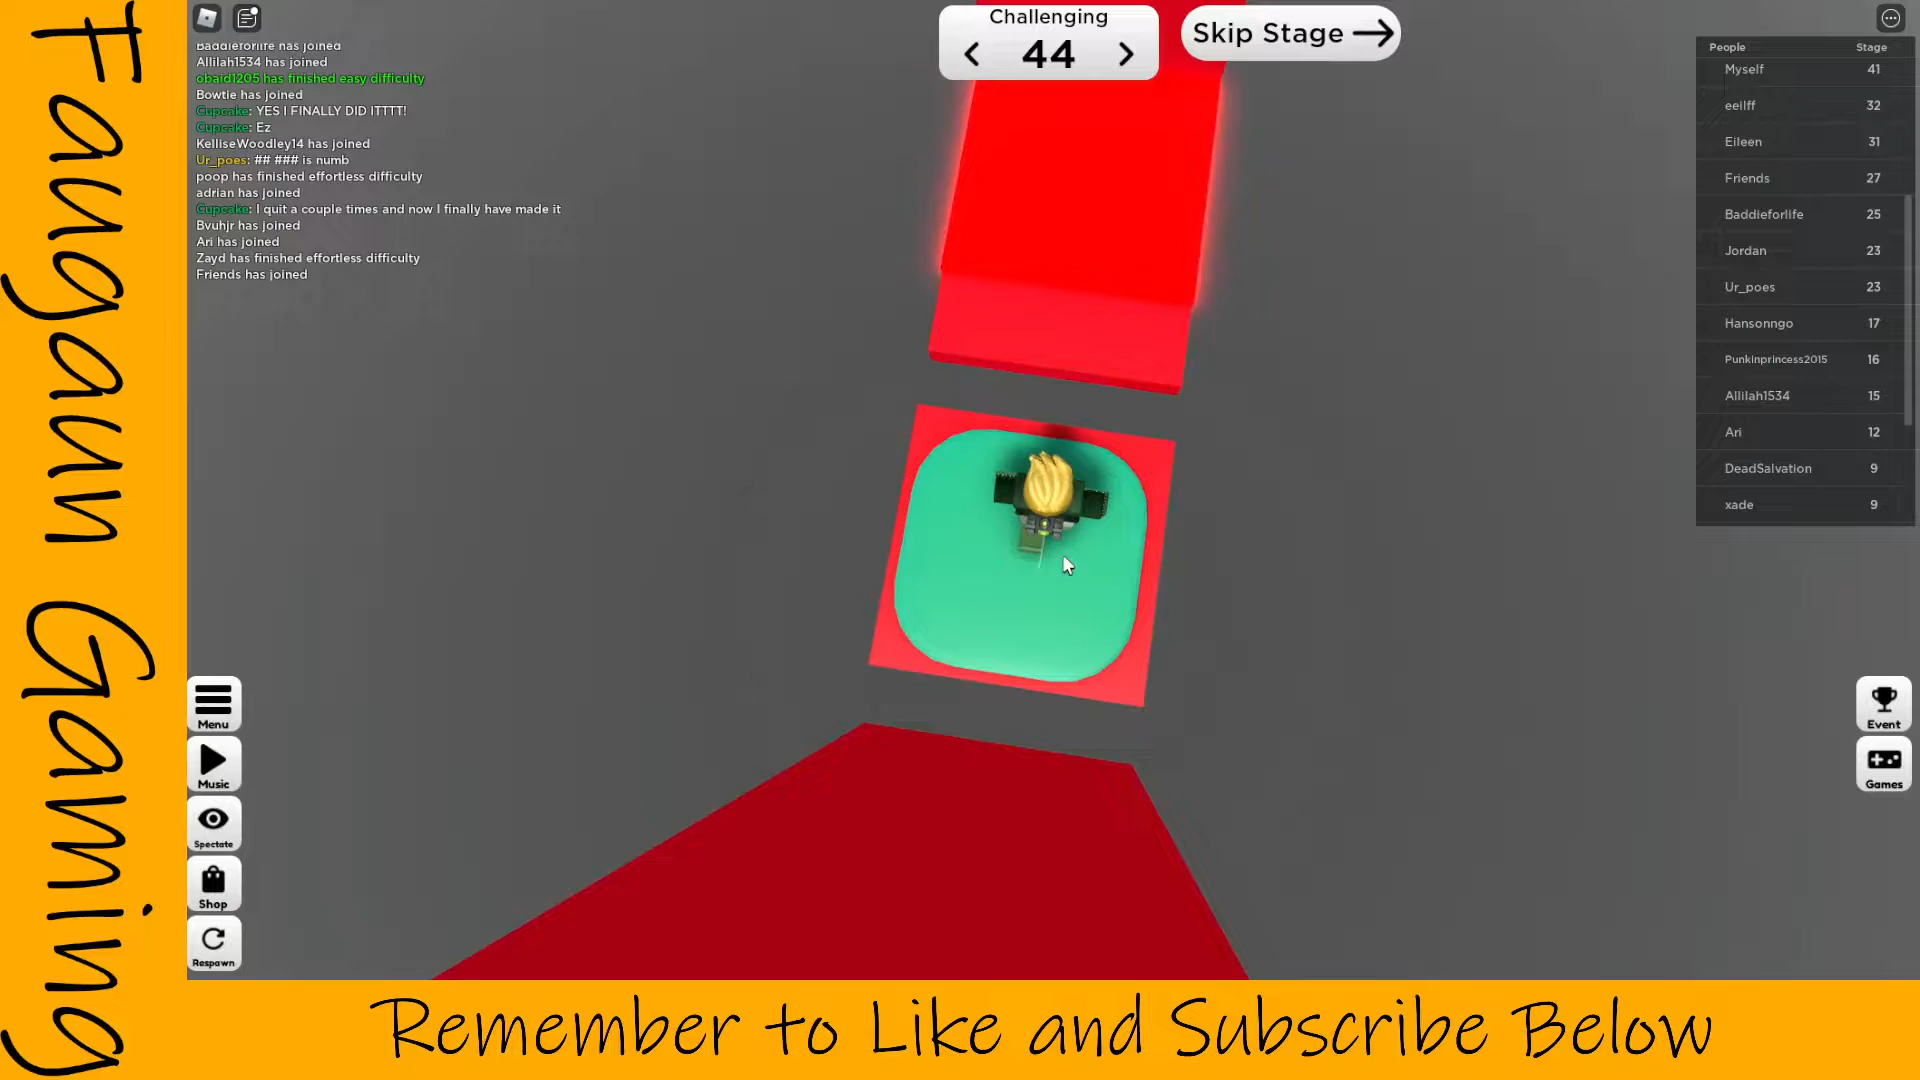 Faugaun Gaming
Baddieforlife has joined
Allilah1534 has joined
obaid1205 has finished easy difficulty
Bowtie has joined
Cupcake: YES I FINALLY DID ITTTT!
Cupcake: Ez
KelliseWoodley14 has joined
Ur_poes: ## ### is numb
poop has finished effortless difficulty
adrian has joined
Cupcake: I quit a couple times and now I finally have made it
Bvuhjr has joined
Ari has joined
Zayd has finished effortless difficulty
Friends has joined
Challenging
44
Skip Stage
People Stage
Myself 41
eeilff 32
Eileen 31
Friends 27
Baddieforlife 25
Jordan 23
Ur_poes 23
Hansonngo 17
Punkinprincess2015 16
Allilah1534 15
Ari 12
DeadSalvation 9
xade 9
Menu
Music
Spectate
Shop
Respawn
Event
Games
Remember to Like and Subscribe Below